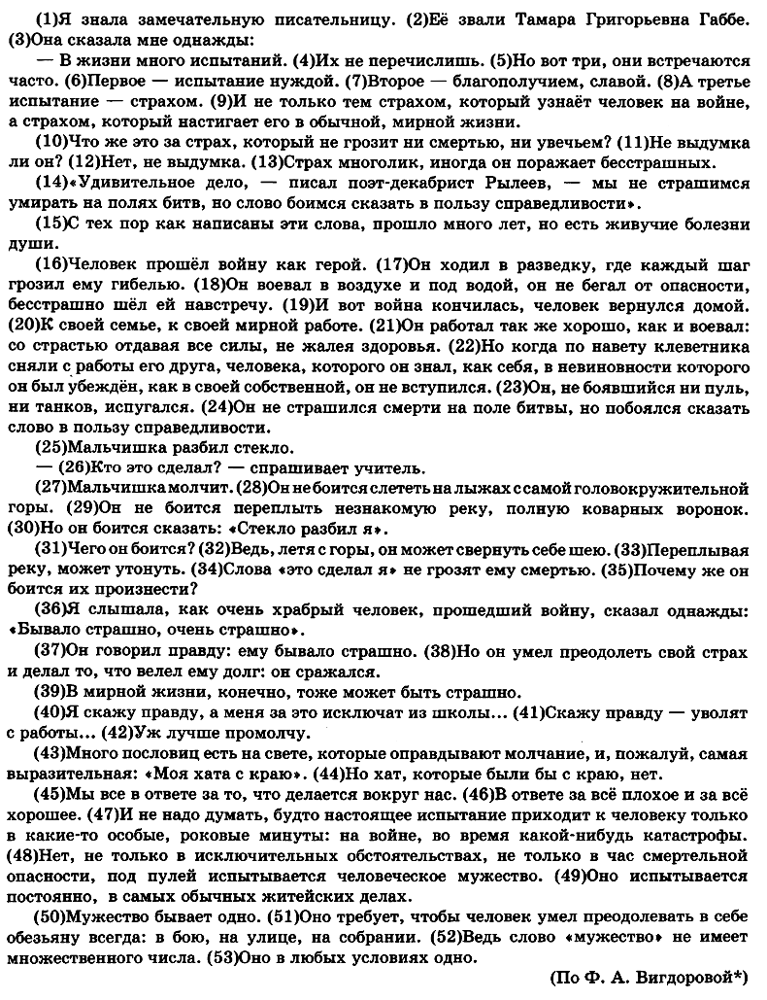 (1)Я знала замечательную писательницу. (2)Её звали Тамара Григорьевна Габбе.
(3)Она сказала мне однажды:
— В жизни много испытаний. (4)Их не перечислишь. (5)Но вот три, они встречаются
часто. (6)Первое — испытание нуждой. (7)Второе — благополучием, славой. (8)А третье
испытание — страхом. (9)И не только тем страхом, который узнаёт человек на войне,
а страхом, который настигает его в обычной, мирной жизни.
(10)Что же это за страх, который не грозит ни смертью, ни увечьем? (11)Не выдумка
ли он? (12)Нет, не выдумка. (13)Страх многолик, иногда он поражает бесстрашных.
(14)«Удивительное дело, — писал поэт-декабрист Рылеев, — мы не страшимся
умирать на полях битв, но слово боимся сказать в пользу справедливости».
(15)С тех пор как написаны эти слова, прошло много лет, но есть живучие болезни
души.
(16)Человек прошёл войну как герой. (17)Он ходил в разведку, где каждый шаг
грозил ему гибелью. (18)Он воевал в воздухе и под водой, он не бегал от опасности,
бесстрашно шёл ей навстречу. (19)И вот война кончилась, человек вернулся домой.
(20)К своей семье, к своей мирной работе. (21)Он работал так же хорошо, как и воевал:
со страстью отдавая все силы, не жалея здоровья. (22)Но когда по навету клеветника
сняли с работы его друга, человека, которого он знал, как себя, в невиновности которого
он был убеждён, как в своей собственной, он не вступился. (23)Он, не боявшийся ни пуль,
ни танков, испугался. (24)Он не страшился смерти на поле битвы, но побоялся сказать
слово в пользу справедливости.
(25)Мальчишка разбил стекло.
— (26)Кто это сделал? — спрашивает учитель.
(27)Мальчишка молчит. (28)Он не боится слететь на лыжах с самой головокружительной
горы. (29)Он не боится переплыть незнакомую реку, полную коварных воронок.
(30)Но он боится сказать: «Стекло разбил я».
(31)Чего он боится? (32)Ведь, летя с горы, он может свернуть себе шею. (33)Переплывая
реку, может утонуть. (34)Слова «это сделал я» не грозят ему смертью. (35)Почему же он
боится их произнести?
(36)Я слышала, как очень храбрый человек, прошедший войну, сказал однажды:
«Бывало страшно, очень страшно».
(37)Он говорил правду: ему бывало страшно. (38)Но он умел преодолеть свой страх
и делал то, что велел ему долг: он сражался.
(39)В мирной жизни, конечно, тоже может быть страшно.
(40)Я скажу правду, а меня за это исключат из школы... (41)Скажу правду — уволят
с работы... (42)Уж лучше промолчу.
(43)Много пословиц есть на свете, которые оправдывают молчание, и, пожалуй, самая
выразительная: «Моя хата с краю». (44)Но хат, которые были бы с краю, нет.
(45)Мы все в ответе за то, что делается вокруг нас. (46)В ответе за всё плохое и за всё
хорошее. (47)И не надо думать, будто настоящее испытание приходит к человеку только
в какие-то особые, роковые минуты: на войне, во время какой-нибудь катастрофы.
(48)Нет, не только в исключительных обстоятельствах, не только в час смертельной
опасности, под пулей испытывается человеческое мужество. (49)Оно испытывается
постоянно, в самых обычных житейских делах.
(50)Мужество бывает одно. (51)Оно требует, чтобы человек умел преодолевать в себе
обезьяну всегда: в бою, на улице, на собрании. (52)Ведь слово «мужество» не имеет
множественного числа. (53)Оно в любых условиях одно.
(По Ф. А. Вигдоровой*)